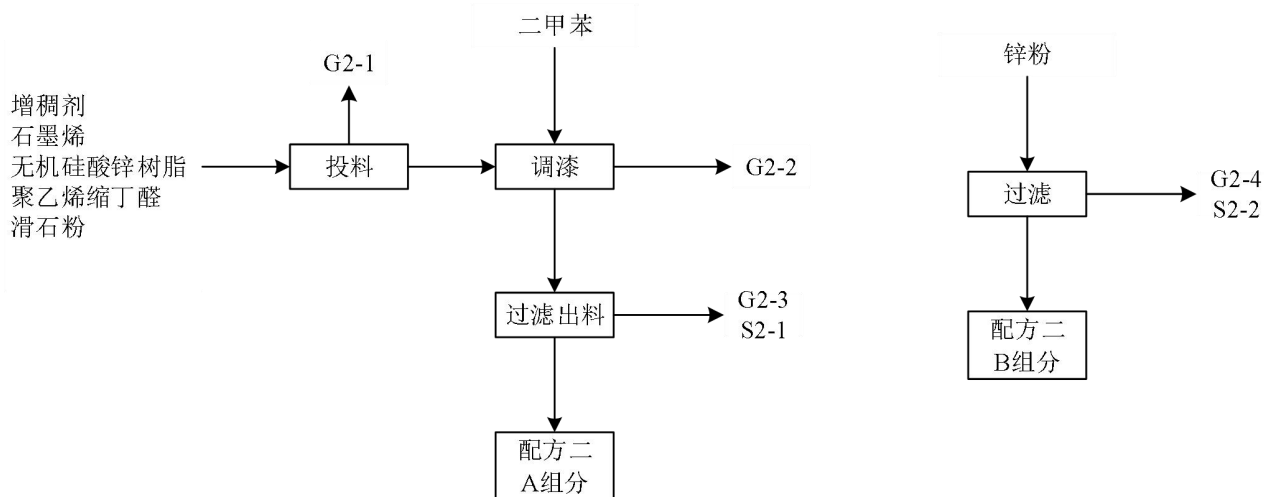 增稠剂
石墨烯
无机硅酸锌树脂
聚乙烯缩丁醛
滑石粉
G2-1
投料
二甲苯
调漆
G2-2
过滤出料
G2-3
S2-1
配方二
A组分
锌粉
过滤
G2-4
S2-2
配方二
B组分